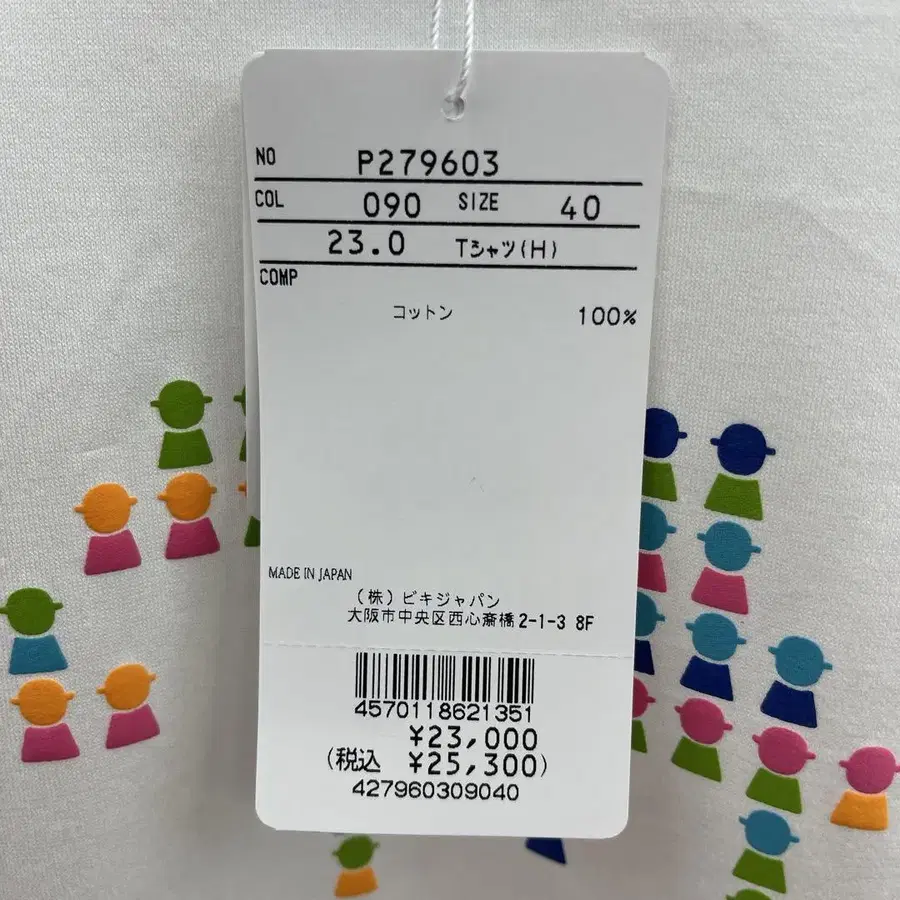 NO P279603
COL 090 SIZE 40
23.0 Tシャツ(H)
COMP
コットン 100%
MADE IN JAPAN
(株)ビキジャパン
大阪市中央区西心斎橋2-1-3 8F
4570118621351
¥23,000
(税込 ¥25,300)
427960309040